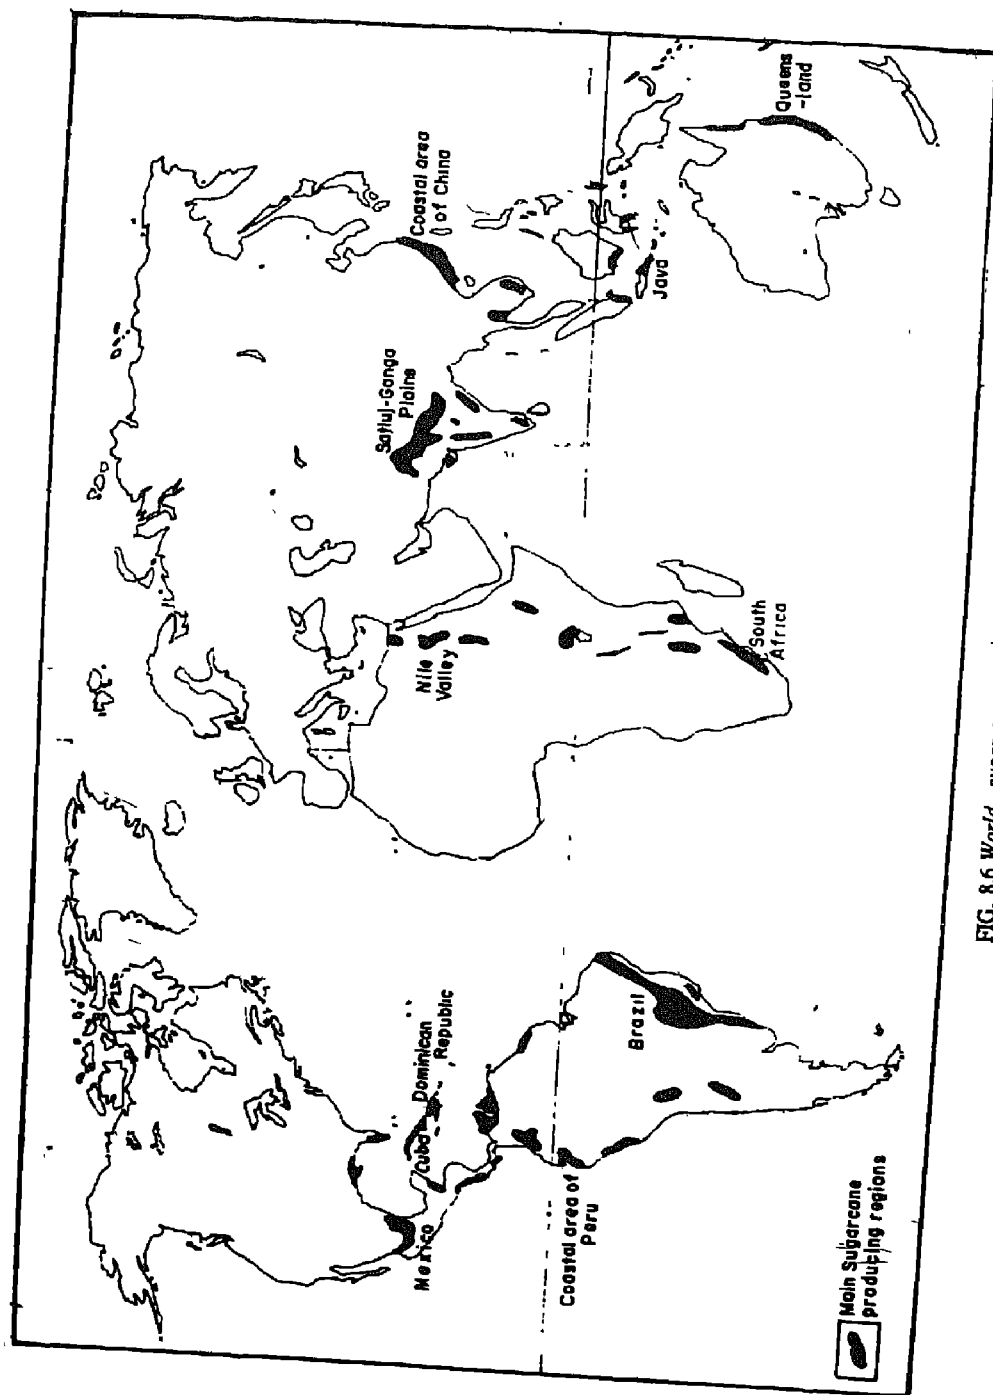 Mexico
Cuba
Dominican
Republic
Coastal area of
Peru
Brazil
Nile
Valley
South
Africa
Satluj-Ganga
Plains
Coastal area
of China
Java
Queens
-land
Main Sugarcane
producing regions
FIG. 8.6 World